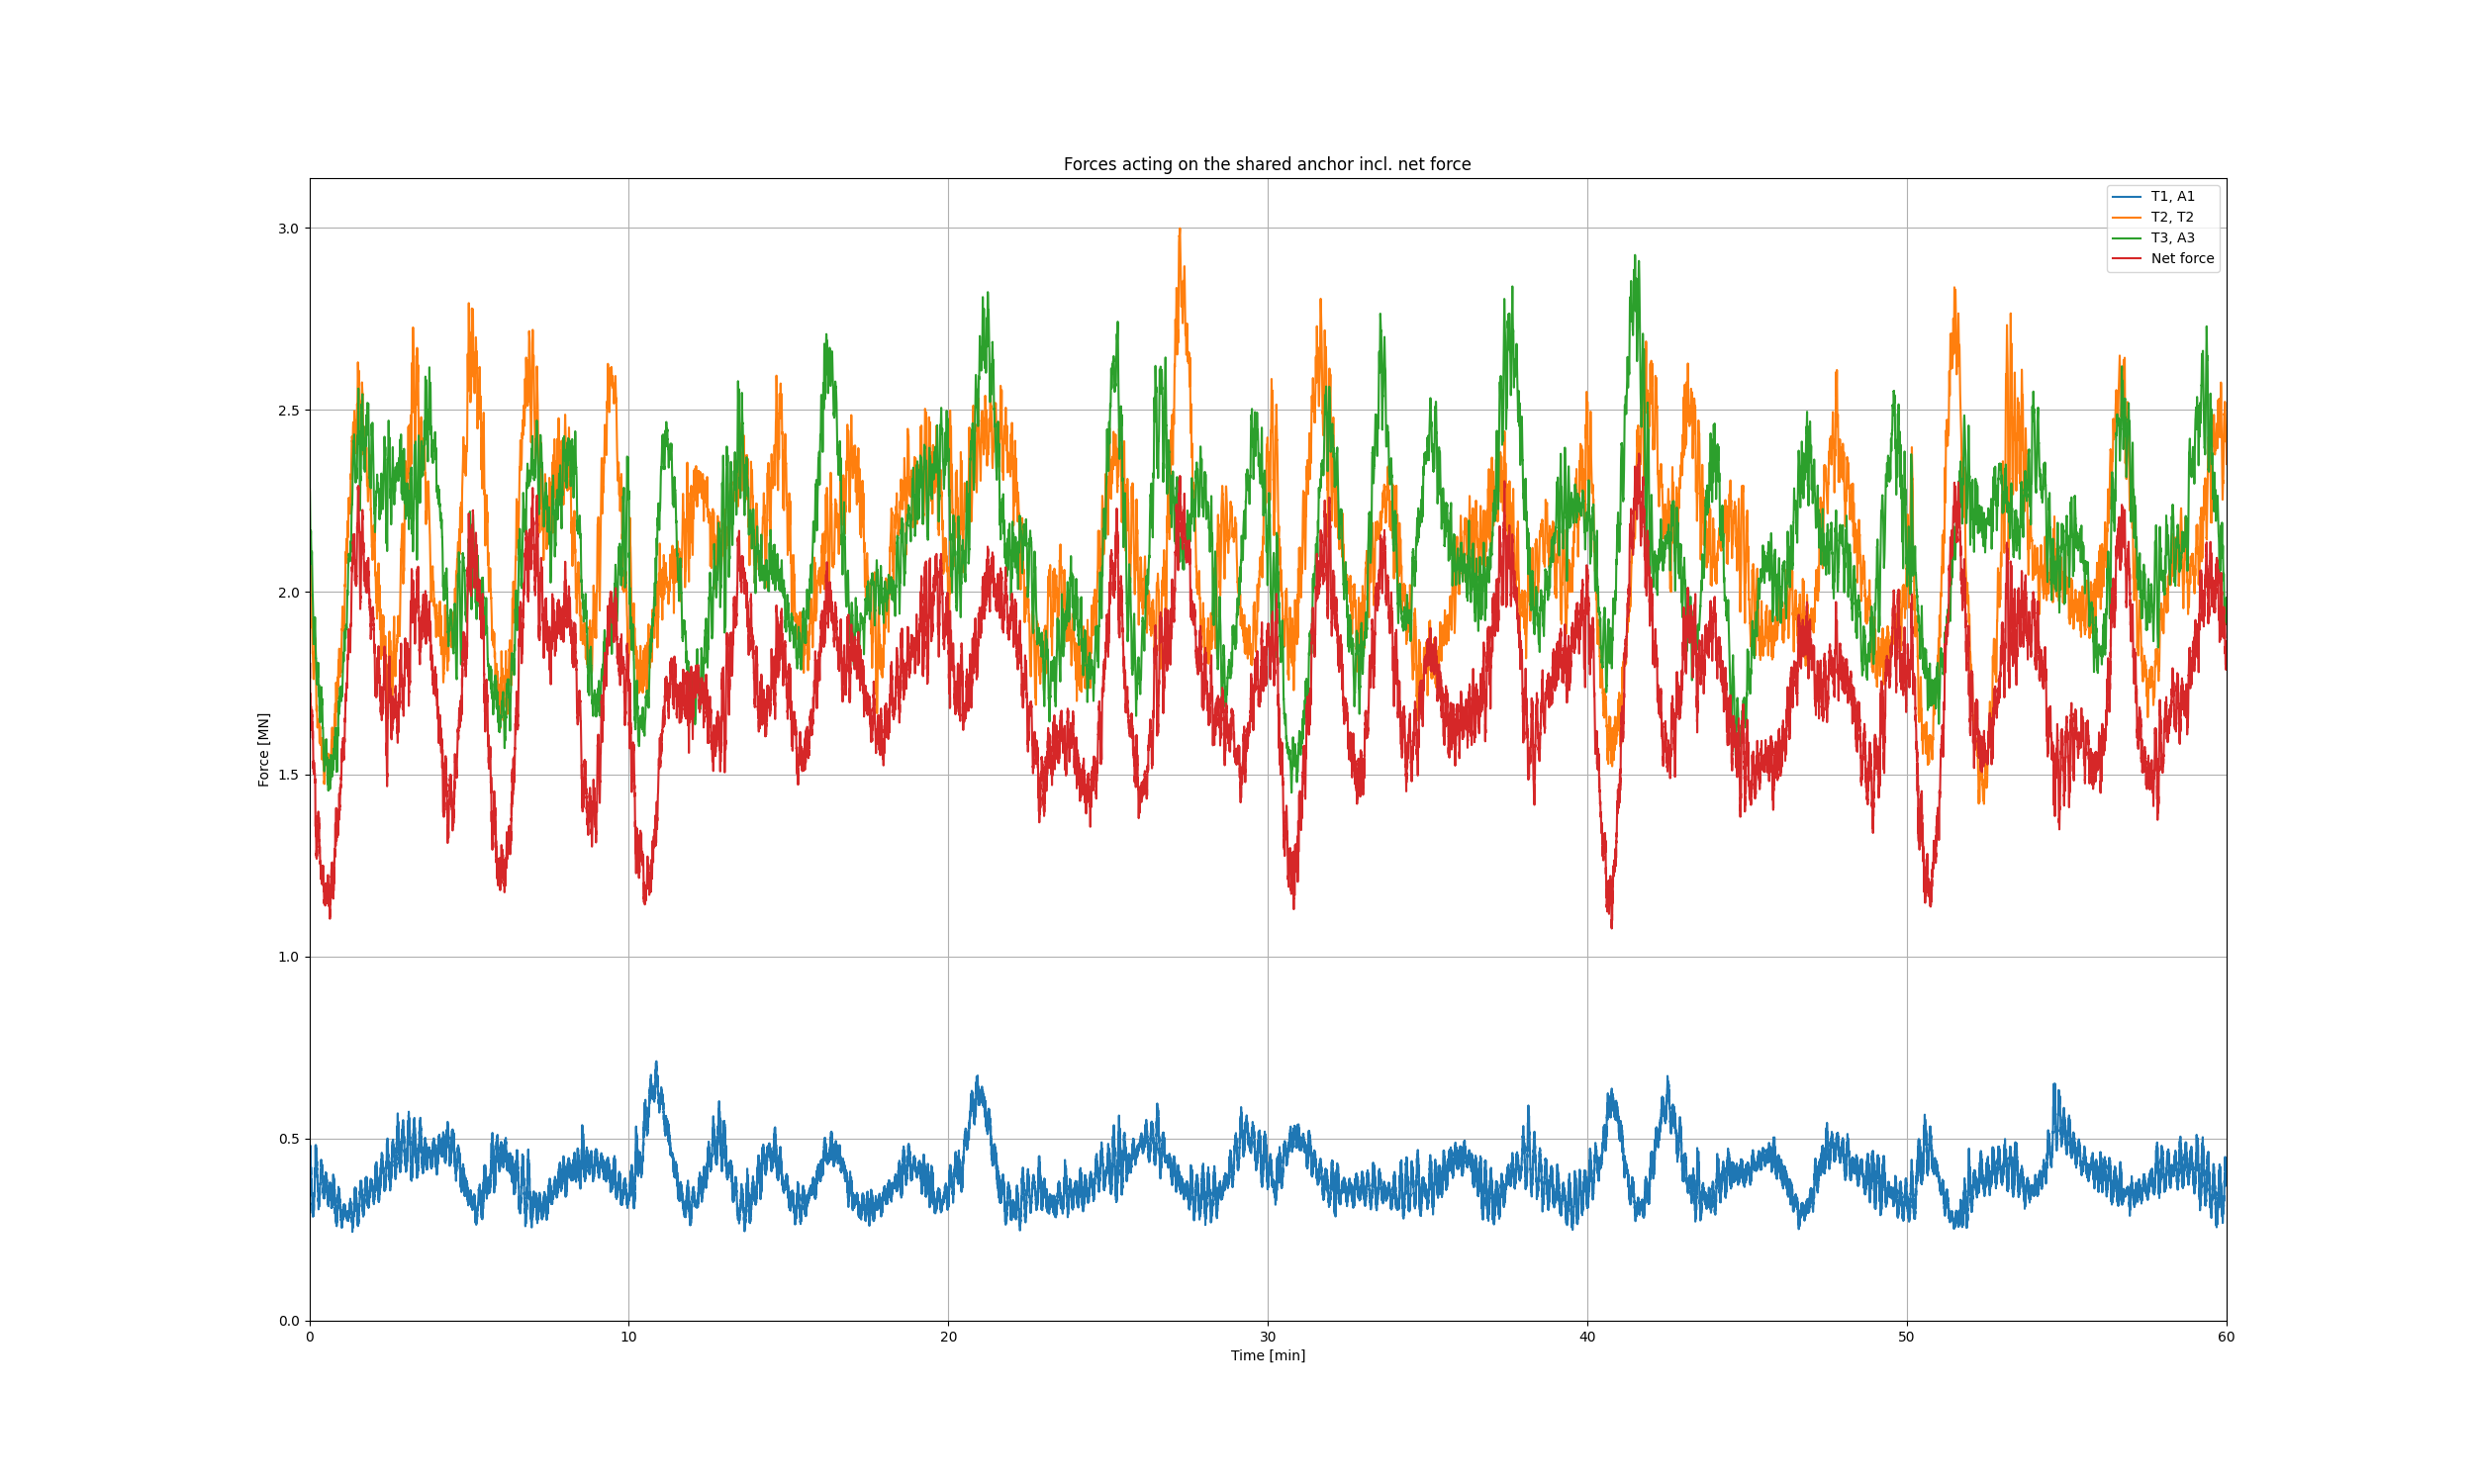 Forces acting on the shared anchor incl. net force
T1, A1
T2, T2
T3, A3
Net force
3.0
2.5
2.0
1.5
1.0
0.5
0.0
Force [MN]
0 10 20 30 40 50 60
Time [min]